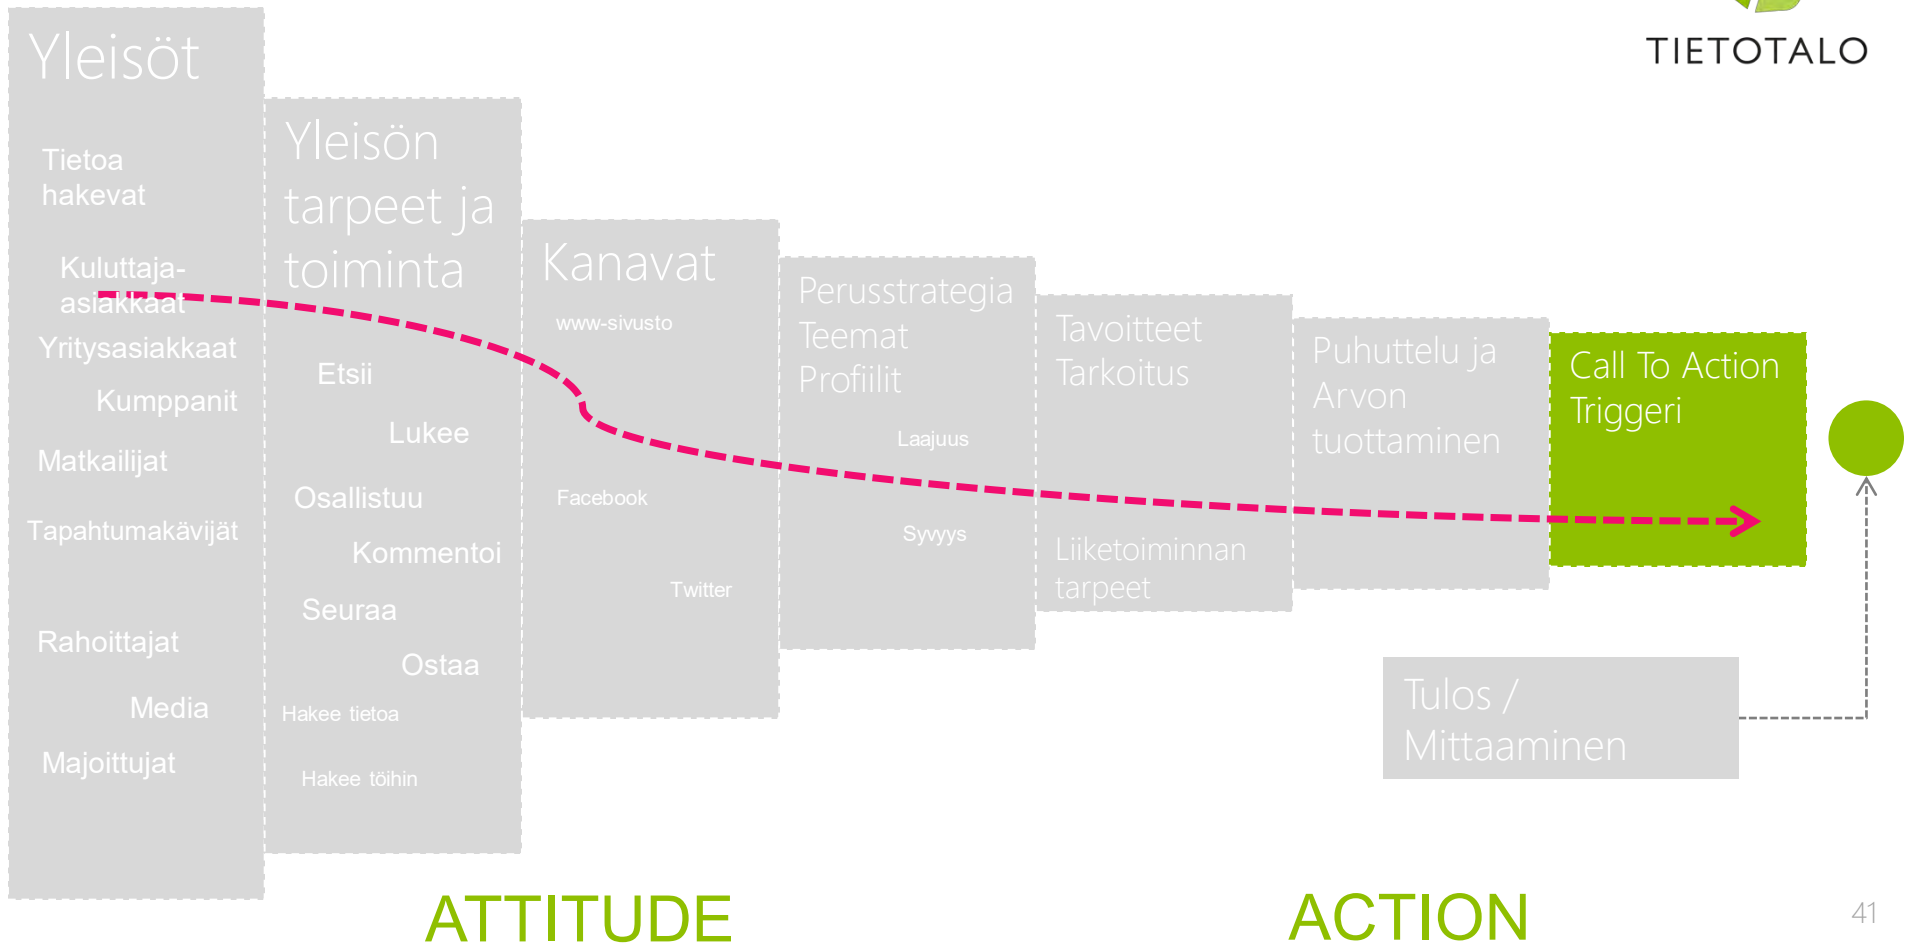 TIETOTALO
Yleisöt
Tietoa
hakevat
Kuluttaja-
asiakkaat
Yritysasiakkaat
Kumppanit
Matkailijat
Tapahtumakävijät
Rahoittajat
Media
Majoittujat
Yleisön
tarpeet ja
toiminta
Etsii
Lukee
Osallistuu
Kommentoi
Seuraa
Ostaa
Hakee tietoa
Hakee töihin
Kanavat
www-sivusto
Facebook
Twitter
Perusstrategia
Teemat
Profiilit
Laajuus
Syvyys
Tavoitteet
Tarkoitus
Liiketoiminnan
tarpeet
Puhuttelu ja
Arvon
tuottaminen
Call To Action
Triggeri
Tulos /
Mittaaminen
ATTITUDE
ACTION
41